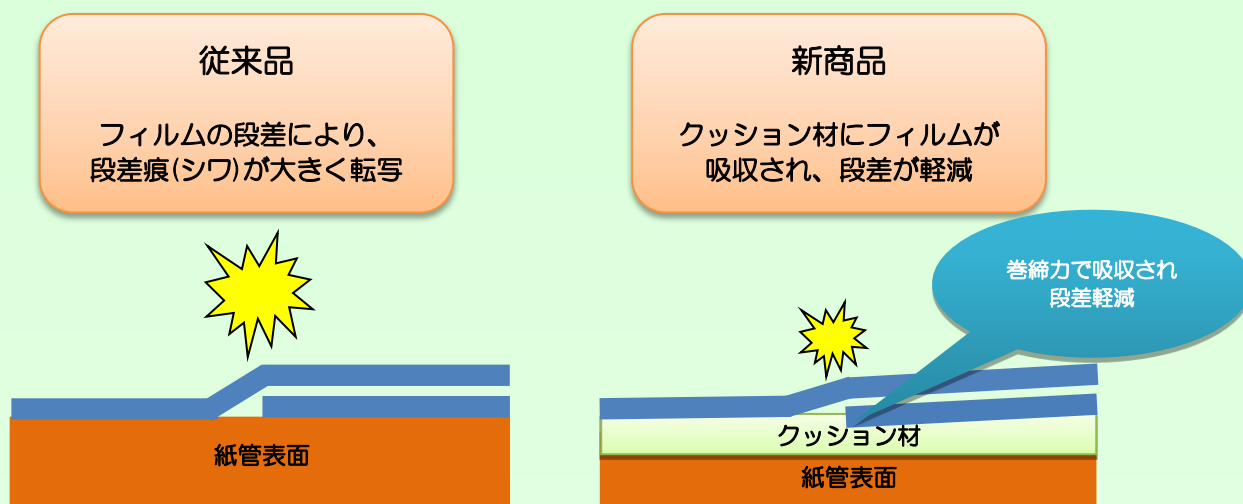 従来品
フィルムの段差により、
段差痕(シワ)が大きく転写
新商品
クッション材にフィルムが
吸収され、段差が軽減
巻締力で吸収され
段差軽減
紙管表面
クッション材
紙管表面